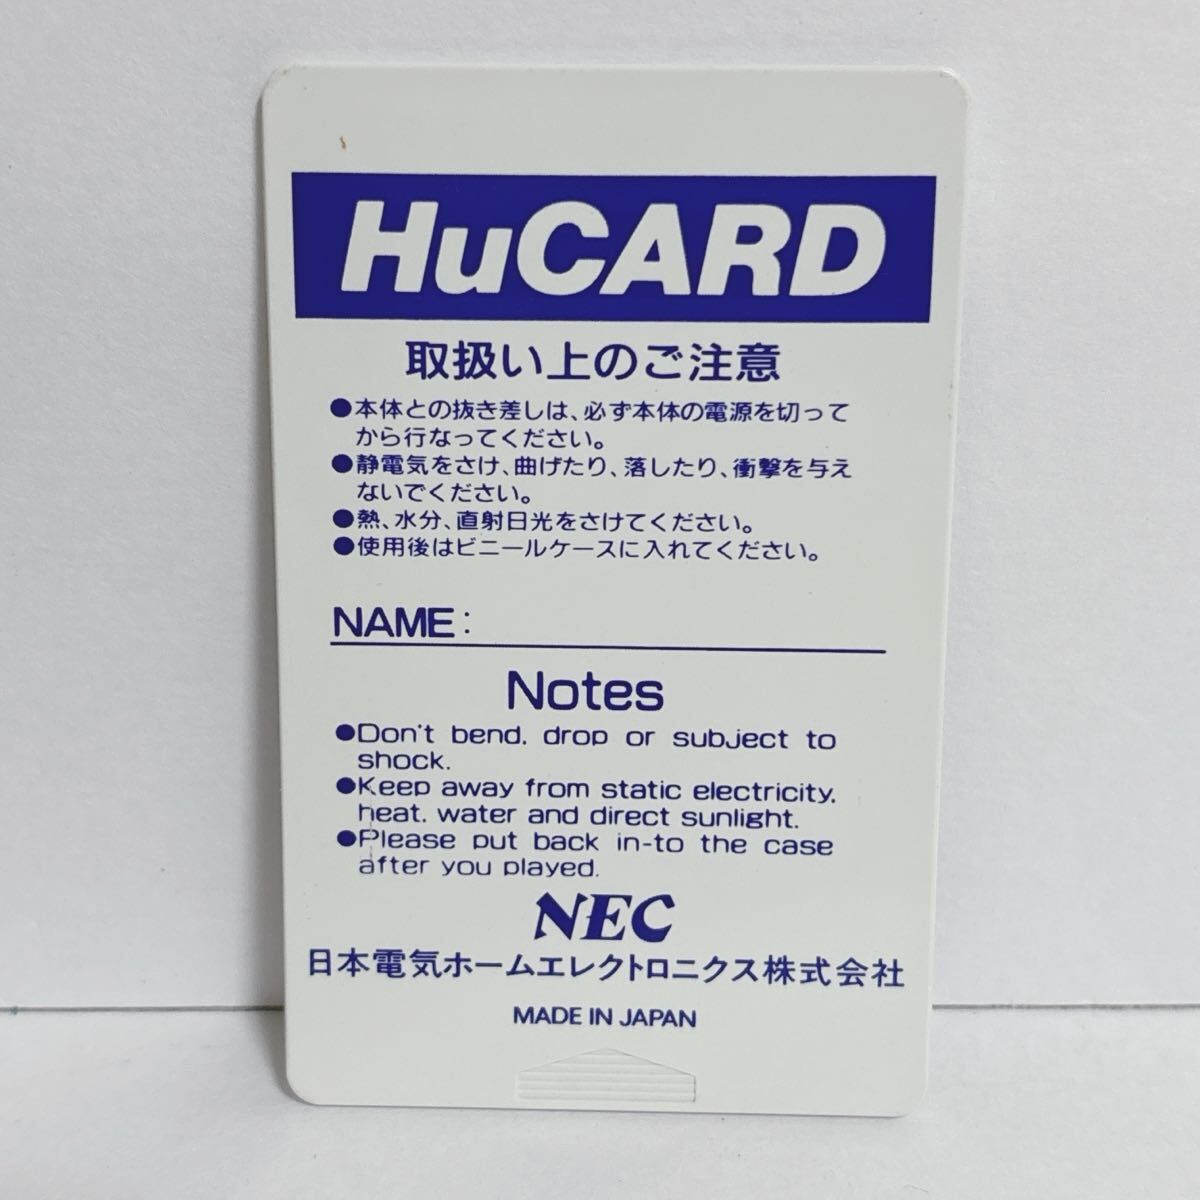 HuCARD
取扱い上のご注意
●本体との抜き差しは、必ず本体の電源を切って
から行なってください。
●静電気をさけ、曲げたり、落したり、衝撃を与え
ないでください。
●熱、水分、直射日光をさけてください。
●使用後はビニールケースに入れてください。
NAME:
Notes
●Don't bend, drop or subject to
shock.
●Keep away from static electricity,
heat, water and direct sunlight.
●Please put back in-to the case
after you played.
NEC
日本電気ホームエレクトロニクス株式会社
MADE IN JAPAN